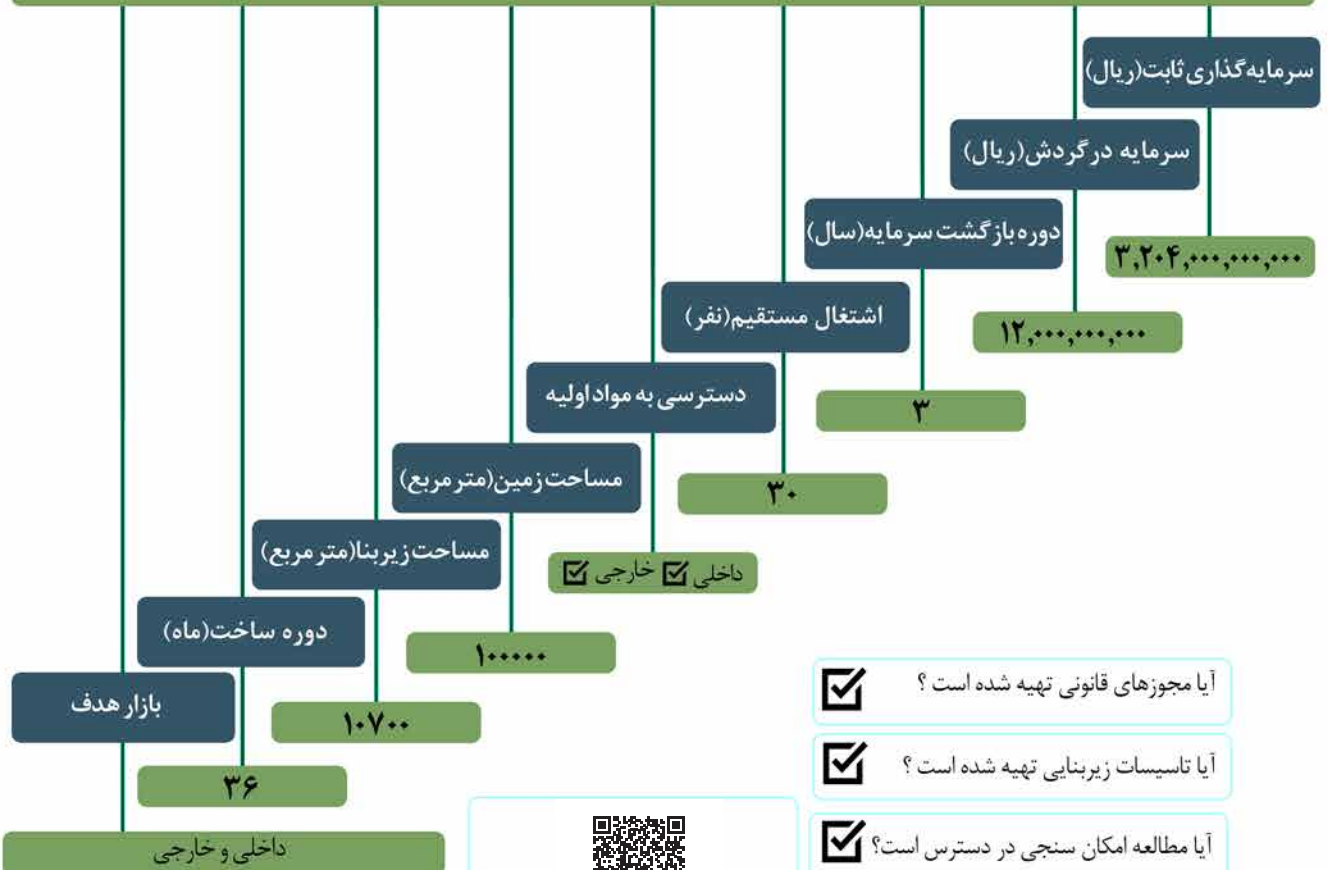 سرمایه‌گذاری ثابت(ریال)
۳,۲۰۴,۰۰۰,۰۰۰,۰۰۰
سرمایه در گردش(ریال)
۱۲,۰۰۰,۰۰۰,۰۰۰
دوره بازگشت سرمایه(سال)
۳
اشتغال مستقیم(نفر)
۳۰
دسترسی به مواد اولیه
داخلی ☑ خارجی ☑
مساحت زمین(متر مربع)
۱۰۰۰۰۰
مساحت زیربنا(متر مربع)
۱۰۷۰۰
دوره ساخت(ماه)
۳۶
بازار هدف
داخلی و خارجی
آیا مجوزهای قانونی تهیه شده است ؟ ☑
آیا تاسیسات زیربنایی تهیه شده است ؟ ☑
آیا مطالعه امکان سنجی در دسترس است؟ ☑